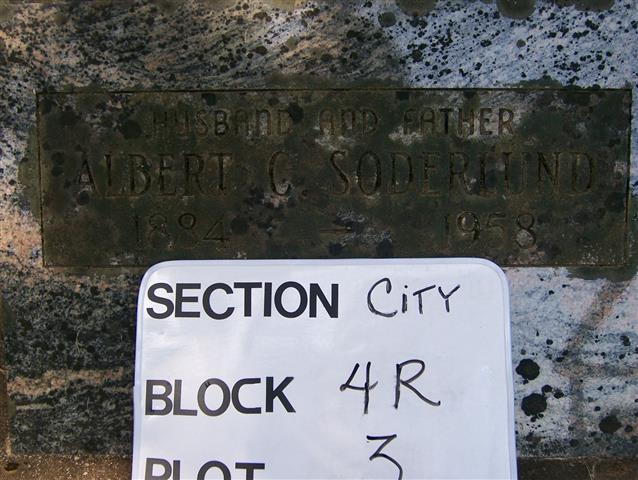 HUSBAND AND FATHER
ALBERT C. SODERLUND
1884 — 1958
SECTION CITY
BLOCK 4R
PLOT 3